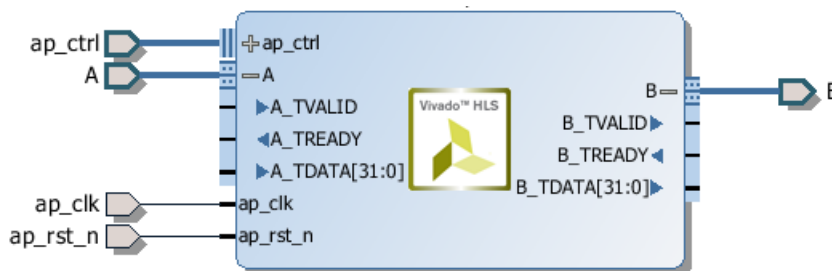 ap_ctrl
ap_ctrl
A
A
B
Vivado™ HLS
A_TVALID
B_TVALID
A_TREADY
B_TREADY
A_TDATA[31:0]
B_TDATA[31:0]
ap_clk
ap_clk
ap_rst_n
ap_rst_n